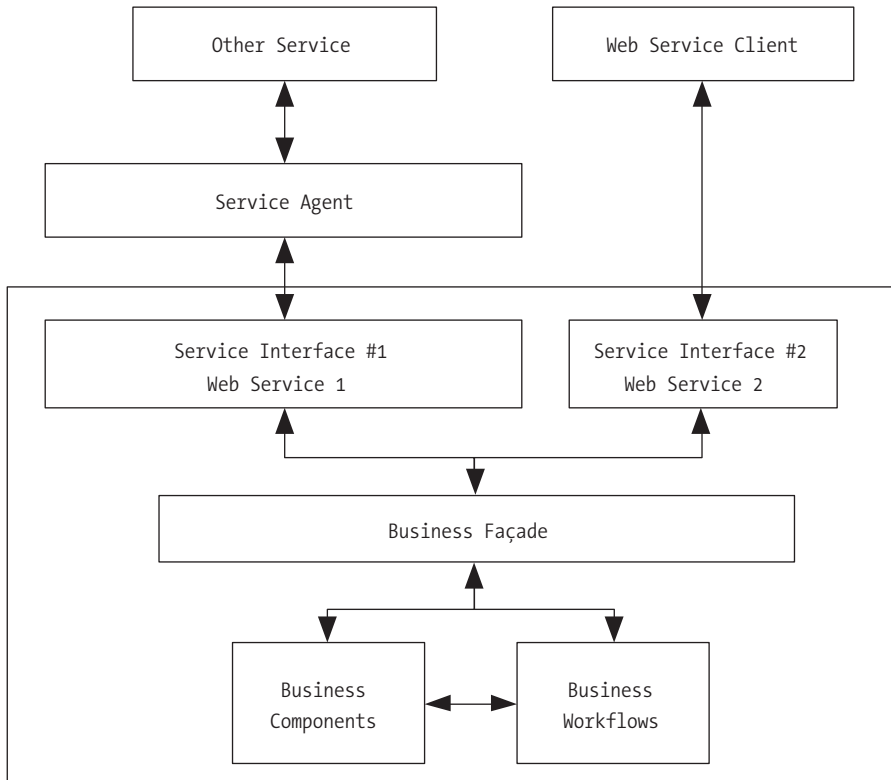 Other Service
Web Service Client
Service Agent
Service Interface #1
Web Service 1
Service Interface #2
Web Service 2
Business Façade
Business
Components
Business
Workflows